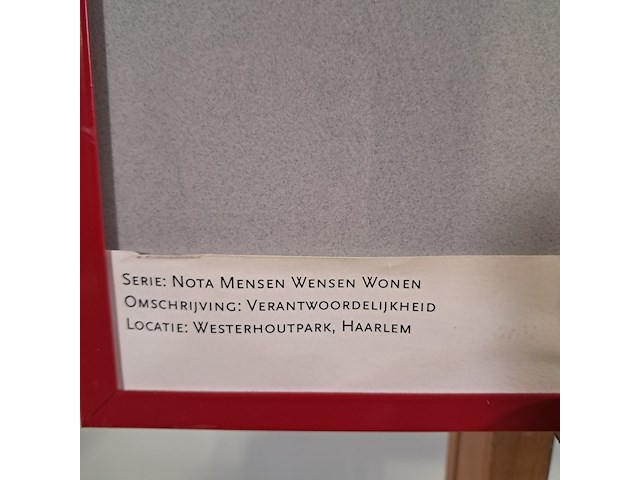 Serie: Nota Mensen Wensen Wonen
Omschrijving: Verantwoordelijkheid
Locatie: Westerhoutpark, Haarlem